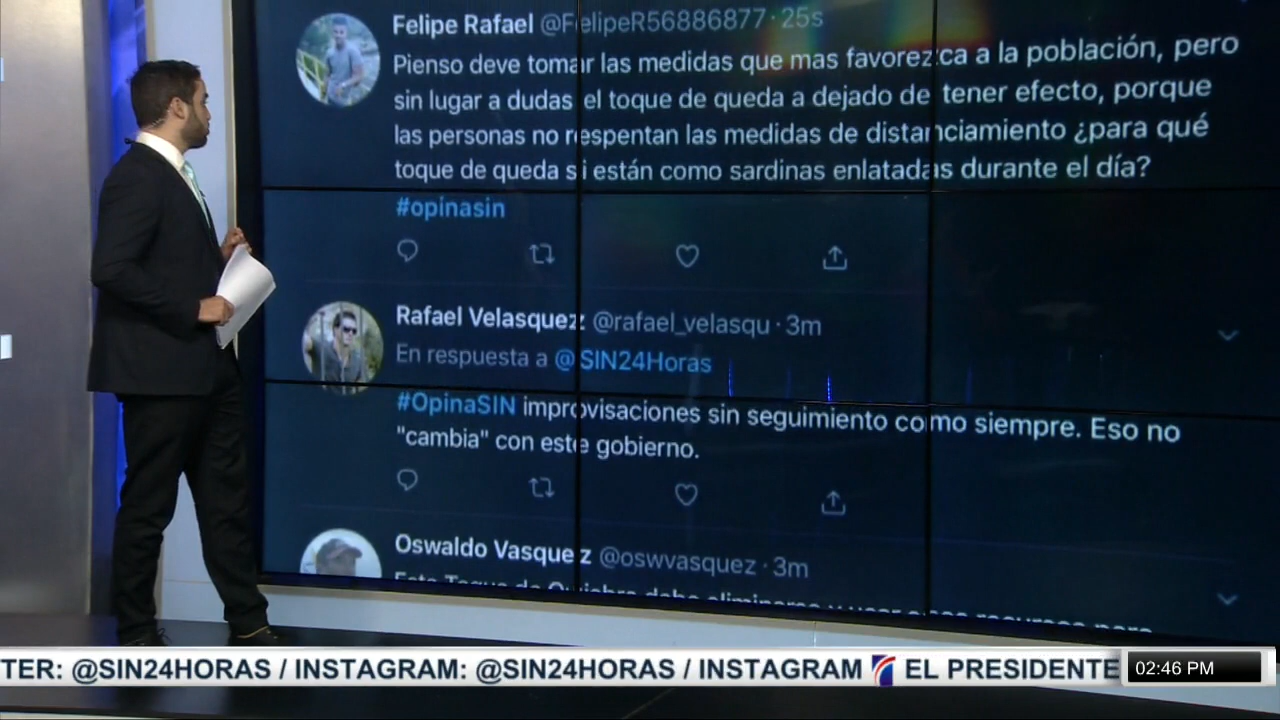 Felipe Rafael @FelipeR56886877 · 25s
Pienso deve tomar las medidas que mas favorezca a la población, pero
sin lugar a dudas el toque de queda a dejado de tener efecto, porque
las personas no respentan las medidas de distanciamiento ¿para qué
toque de queda si están como sardinas enlatadas durante el día?
#opinasin
Rafael Velasquez @rafael_velasqu · 3m
En respuesta a @SIN24Horas
#OpinaSIN improvisaciones sin seguimiento como siempre. Eso no
"cambia" con este gobierno.
Oswaldo Vasquez @oswvasquez · 3m
TER: @SIN24HORAS / INSTAGRAM: @SIN24HORAS / INSTAGRAM EL PRESIDENTE
02:46 PM